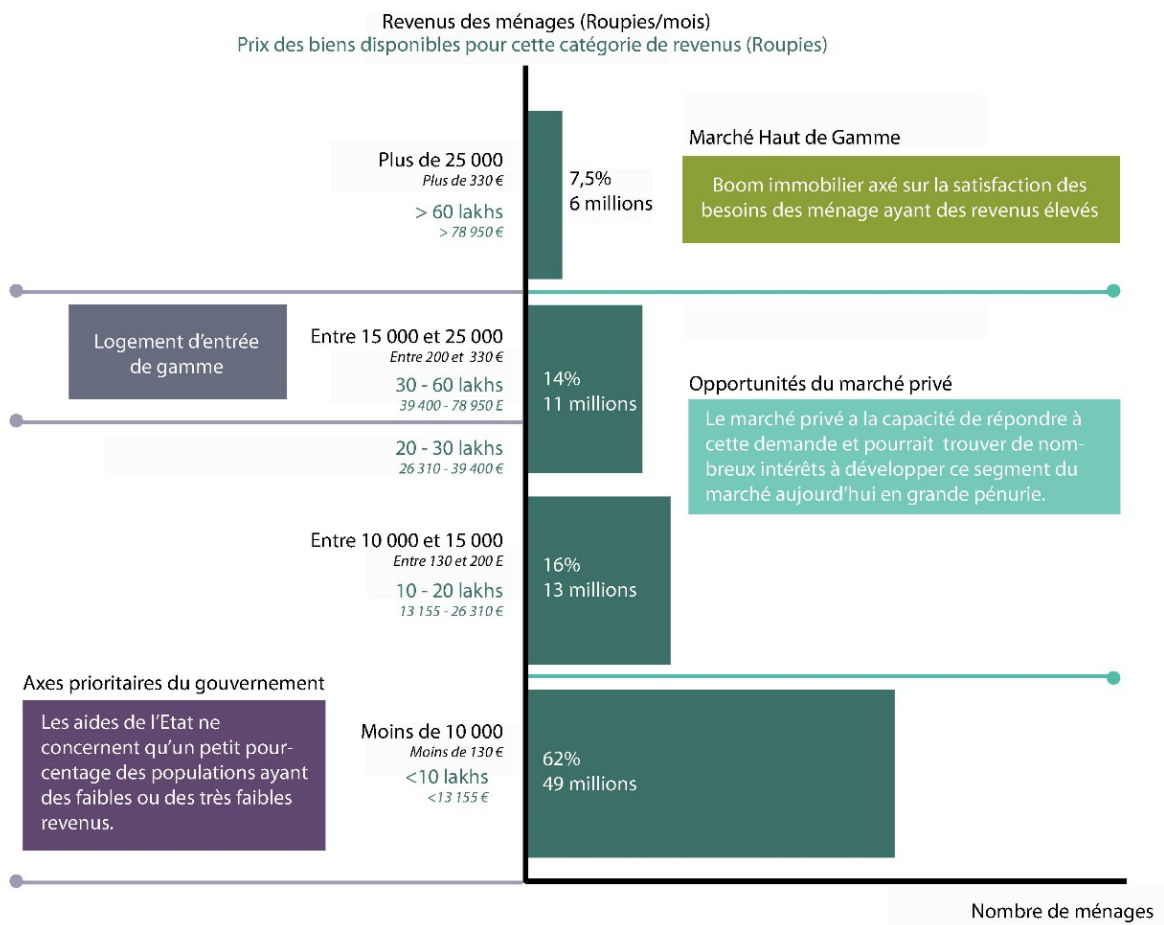 Revenus des ménages (Roupies/mois)
Prix des biens disponibles pour cette catégorie de revenus (Roupies)
Plus de 25 000
Plus de 330 €
> 60 lakhs
> 78 950 €
7,5%
6 millions
Marché Haut de Gamme
Boom immobilier axé sur la satisfaction des
besoins des ménage ayant des revenus élevés
Logement d'entrée
de gamme
Entre 15 000 et 25 000
Entre 200 et 330 €
30 - 60 lakhs
39 400 - 78 950 E
20 - 30 lakhs
26 310 - 39 400 €
14%
11 millions
Opportunités du marché privé
Le marché privé a la capacité de répondre à
cette demande et pourrait trouver de nom-
breux intérêts à développer ce segment du
marché aujourd'hui en grande pénurie.
Entre 10 000 et 15 000
Entre 130 et 200 E
10 - 20 lakhs
13 155 - 26 310 €
16%
13 millions
Axes prioritaires du gouvernement
Les aides de l'Etat ne
concernent qu'un petit pour-
centage des populations ayant
des faibles ou des très faibles
revenus.
Moins de 10 000
Moins de 130 €
<10 lakhs
<13 155 €
62%
49 millions
Nombre de ménages